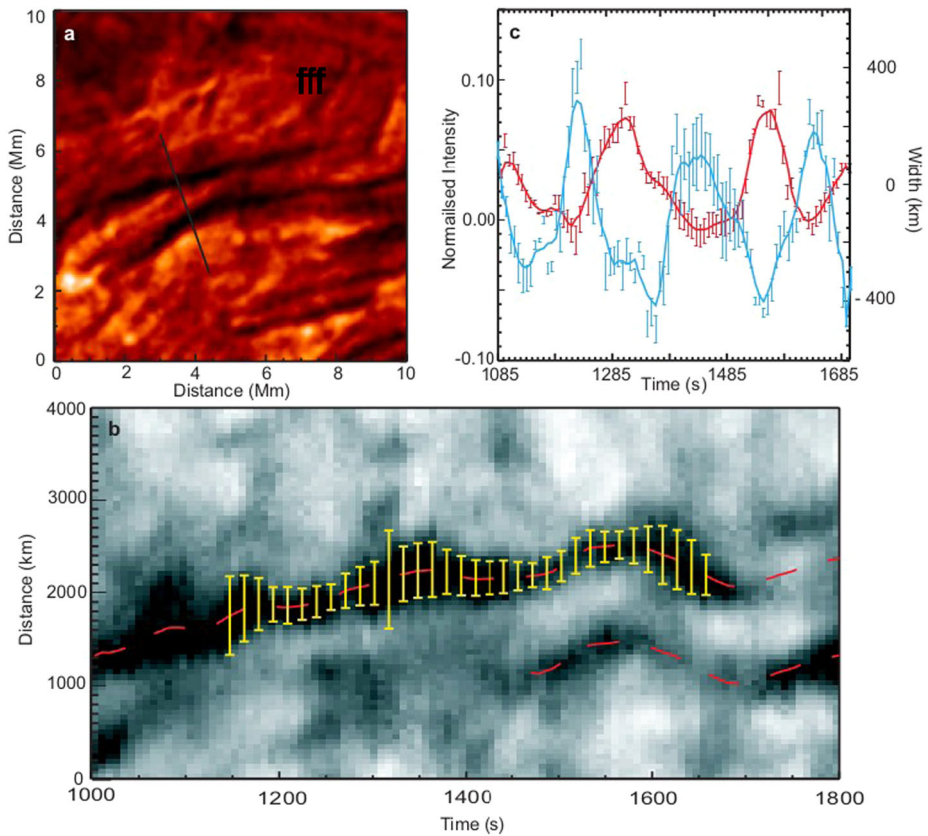 a
fff
10
8
6
4
2
0
Distance (Mm)
0 2 4 6 8 10
Distance (Mm)
c
0.10
0.00
-0.10
Normailsed Intensity
400
0
- 400
Width (km)
1085 1285 1485 1685
Time (s)
b
4000
3000
2000
1000
0
Distance (km)
1000 1200 1400 1600 1800
Time (s)